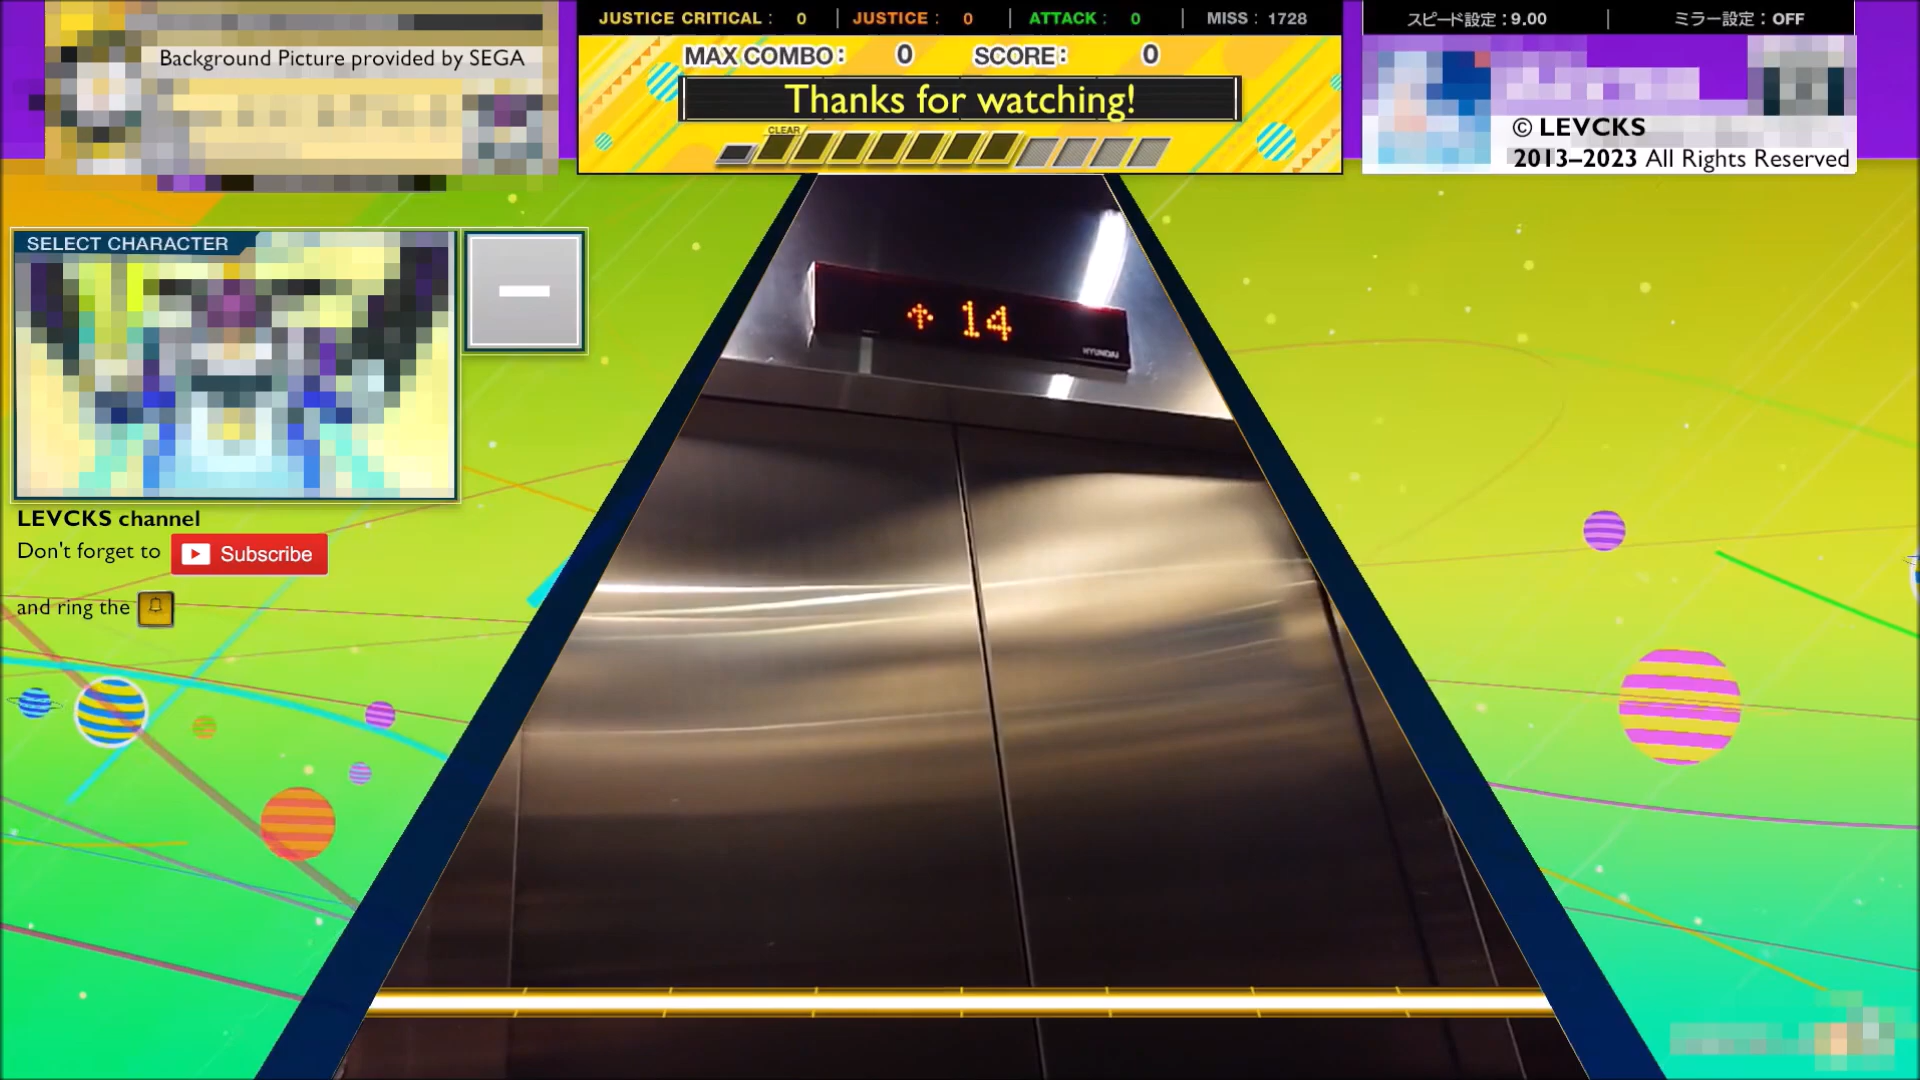 JUSTICE CRITICAL : 0 | JUSTICE : 0 | ATTACK : 0 | MISS : 1728
スピード設定 : 9.00 | ミラー設定 : OFF
Background Picture provided by SEGA
MAX COMBO : 0 SCORE : 0
Thanks for watching!
CLEAR
© LEVCKS
2013–2023 All Rights Reserved
SELECT CHARACTER
↑ 14
HYUNDAI
LEVCKS channel
Don't forget to Subscribe
and ring the